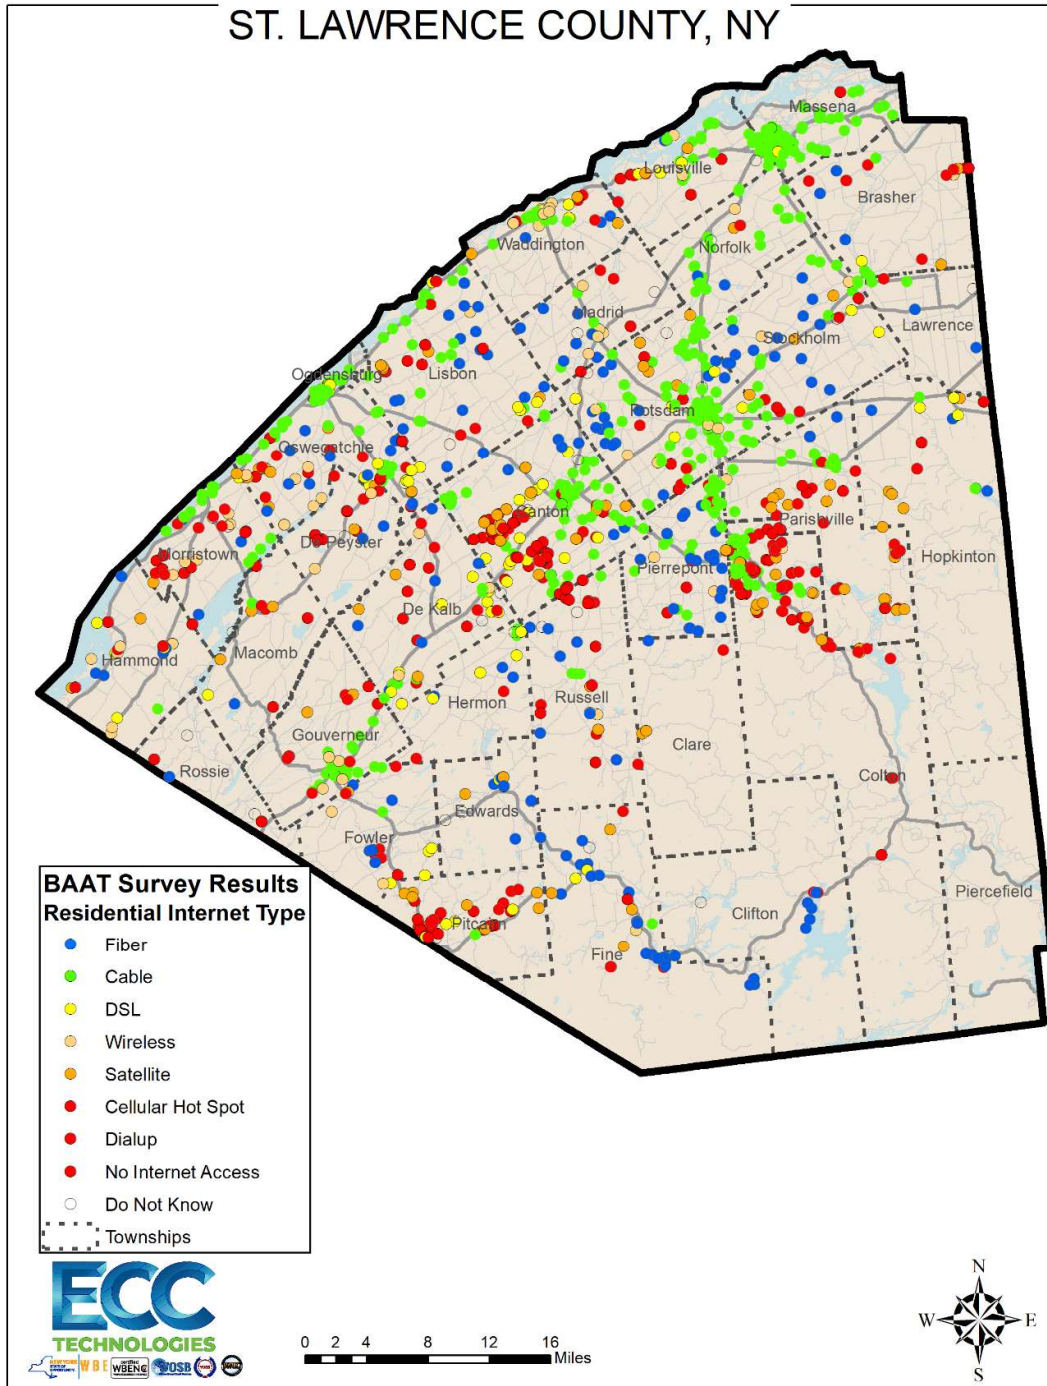 ST. LAWRENCE COUNTY, NY
Massena
Louisville
Brasher
Waddington
Norfolk
Madrid
Lawrence
Stockholm
Ogdensburg
Lisbon
Potsdam
Oswegatchie
Canton
Parishville
De Peyster
Morristown
Hopkinton
Pierrepont
De Kalb
Macomb
Hammond
Hermon
Russell
Clare
Gouverneur
Rossie
Colton
Edwards
Fowler
Piercefield
Clifton
Pitcairn
Fine
BAAT Survey Results
Residential Internet Type
Fiber
Cable
DSL
Wireless
Satellite
Cellular Hot Spot
Dialup
No Internet Access
Do Not Know
Townships
ECC
TECHNOLOGIES
WBE
WBENC
WOSB
0 2 4 8 12 16
Miles
N
W E
S